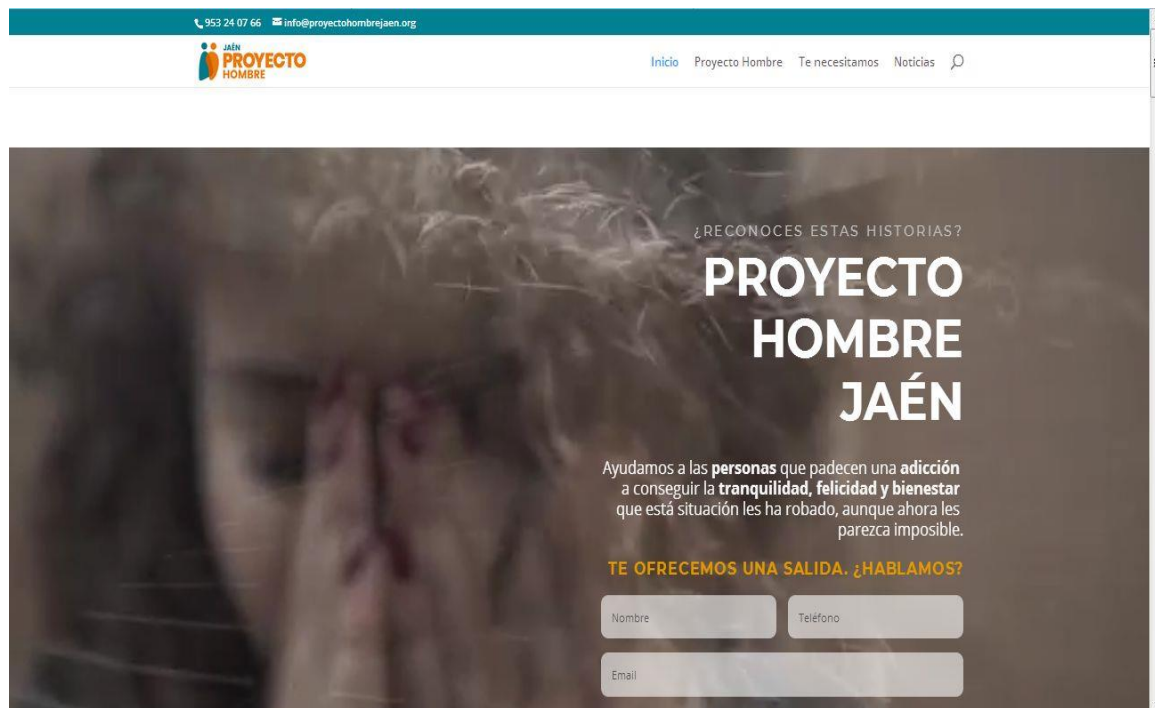 953 24 07 66 info@proyectohombrejaen.org
JAÉN
PROYECTO
HOMBRE
Inicio Proyecto Hombre Te necesitamos Noticias
¿RECONOCES ESTAS HISTORIAS?
PROYECTO
HOMBRE
JAÉN
Ayudamos a las personas que padecen una adicción
a conseguir la tranquilidad, felicidad y bienestar
que está situación les ha robado, aunque ahora les
parezca imposible.
TE OFRECEMOS UNA SALIDA. ¿HABLAMOS?
Nombre Teléfono
Email